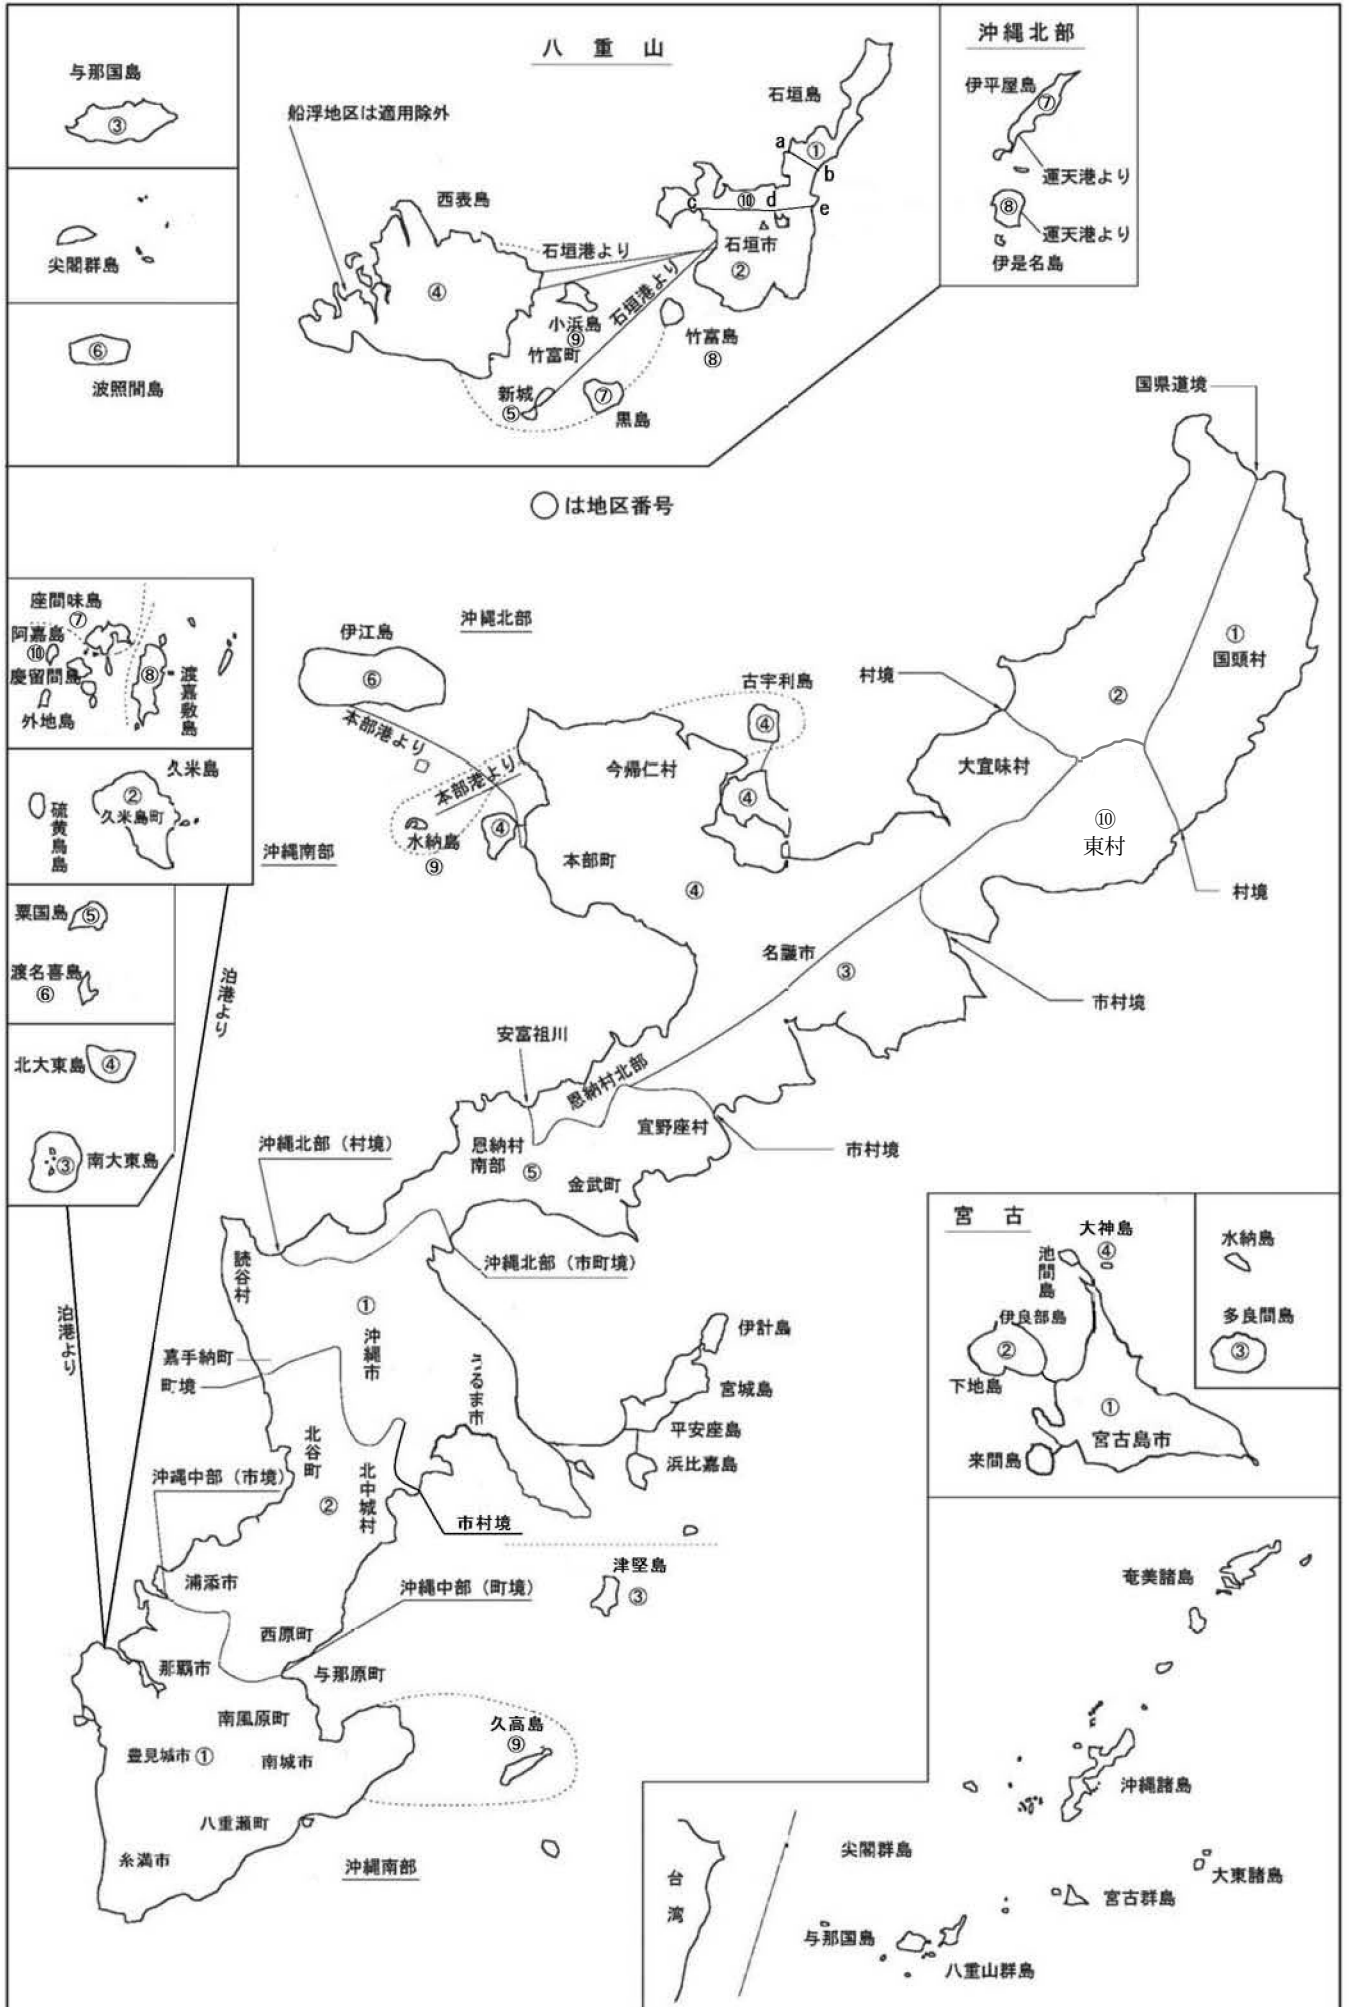 与那国島
③
尖閣群島
⑥
波照間島
八重山
船浮地区は適用除外
石垣島
①
a
b
c
⑩
d
e
西表島
④
石垣港より
石垣港より
石垣市
②
小浜島
⑨
竹富町
竹富島
⑧
新城
⑤
⑦
黒島
沖縄北部
伊平屋島
⑦
運天港より
⑧
運天港より
伊是名島
◯は地区番号
国県道境
①
国頭村
②
村境
大宜味村
⑩
東村
村境
沖縄北部
伊江島
⑥
本部港より
本部港より
水納島
⑨
④
古宇利島
④
④
今帰仁村
本部町
④
名護市
③
市村境
座間味島
⑦
阿嘉島
⑩
慶留間島
外地島
⑧
渡嘉敷島
久米島
②
久米島町
硫黄鳥島
沖縄南部
粟国島
⑤
渡名喜島
⑥
北大東島
④
③
南大東島
泊港より
泊港より
安富祖川
恩納村北部
宜野座村
市村境
恩納村
南部
⑤
金武町
沖縄北部(村境)
沖縄北部(市町境)
読谷村
①
沖縄市
嘉手納町
町境
うるま市
伊計島
宮城島
平安座島
浜比嘉島
北谷町
②
北中城村
沖縄中部(市境)
市村境
津堅島
③
浦添市
沖縄中部(町境)
西原町
那覇市
与那原町
南風原町
豊見城市
①
南城市
八重瀬町
糸満市
久高島
⑨
沖縄南部
宮古
大神島
④
池間島
伊良部島
②
下地島
①
宮古島市
来間島
水納島
多良間島
③
奄美諸島
沖縄諸島
大東諸島
尖閣群島
台湾
宮古群島
与那国島
八重山群島